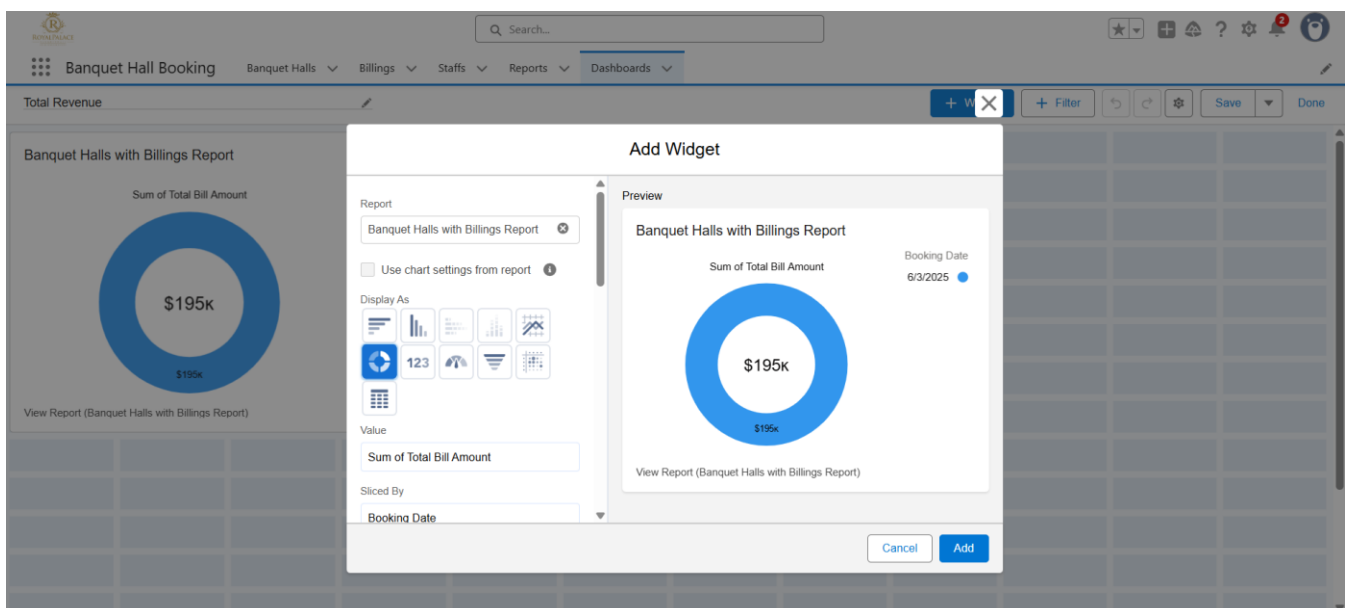 ROYAL PALACE
Search...
2
Banquet Hall Booking
Banquet Halls
Billings
Staffs
Reports
Dashboards
Total Revenue
+ W
+ Filter
Save
Done
Banquet Halls with Billings Report
Sum of Total Bill Amount
$195K
$195K
View Report (Banquet Halls with Billings Report)
Add Widget
Report
Banquet Halls with Billings Report
Use chart settings from report
Display As
123
Value
Sum of Total Bill Amount
Sliced By
Booking Date
Preview
Banquet Halls with Billings Report
Sum of Total Bill Amount
Booking Date
6/3/2025
$195K
$195K
View Report (Banquet Halls with Billings Report)
Cancel
Add